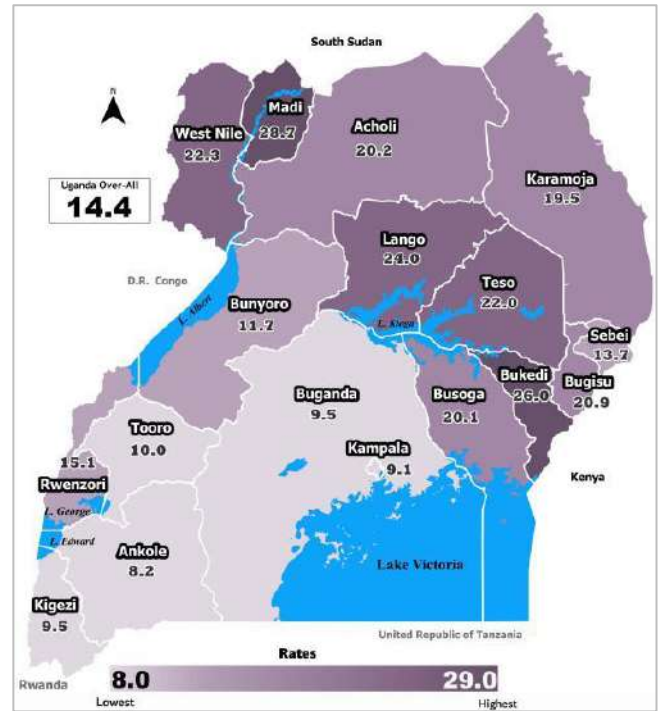 South Sudan
N
Madi
28.7
West Nile
22.3
Acholi
20.2
Karamoja
19.5
Uganda Over-All
14.4
Lango
24.0
Teso
22.0
D.R. Congo
L. Albert
Bunyoro
11.7
L. Kyoga
Sebei
13.7
Bukedi
26.0
Bugisu
20.9
Buganda
9.5
Busoga
20.1
Tooro
10.0
Kampala
9.1
15.1
Rwenzori
Kenya
L. George
L. Edward
Ankole
8.2
Lake Victoria
Kigezi
9.5
United Republic of Tanzania
Rates
Rwanda
8.0
29.0
Lowest
Highest